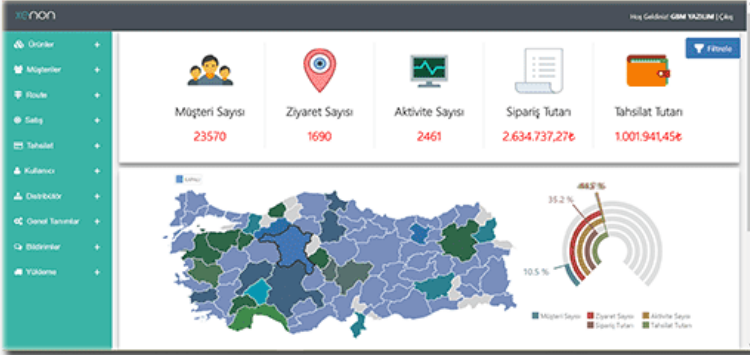 xenon
Hoş Geldiniz! GBM YAZILIM | Çıkış
Ürünler +
Müşteriler +
Route +
Satış +
Tahsilat +
Kullanıcı +
Distribütör +
Genel Tanımlar +
Bildirimler +
Yükleme +
Filtrele
Müşteri Sayısı
23570
Ziyaret Sayısı
1690
Aktivite Sayısı
2461
Sipariş Tutarı
2.634.737,27₺
Tahsilat Tutarı
1.001.941,45₺
35.2 %
10.5 %
Müşteri Sayısı
Ziyaret Sayısı
Aktivite Sayısı
Sipariş Tutarı
Tahsilat Tutarı